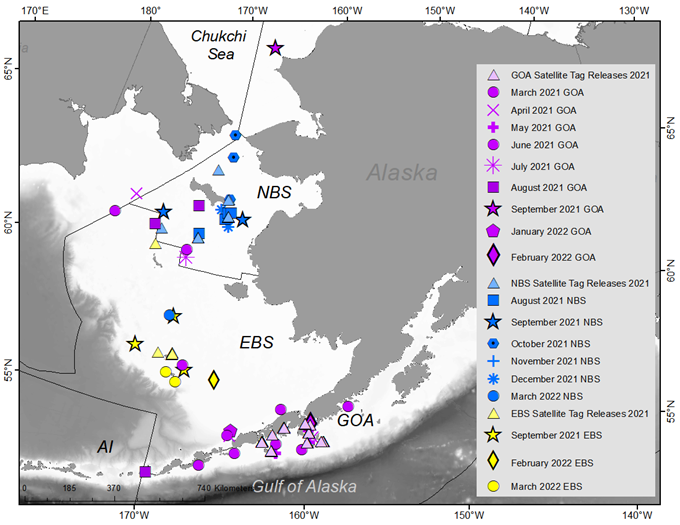 170°E 180° 170°W 160°W 150°W 140°W 130°W
Chukchi
Sea
65°N
65°N
Alaska
NBS
60°N
60°N
EBS
55°N
55°N
GOA
AI
0 185 370 740 Kilometers
Gulf of Alaska
170°W 160°W 150°W 140°W
GOA Satellite Tag Releases 2021
March 2021 GOA
April 2021 GOA
May 2021 GOA
June 2021 GOA
July 2021 GOA
August 2021 GOA
September 2021 GOA
January 2022 GOA
February 2022 GOA
NBS Satellite Tag Releases 2021
August 2021 NBS
September 2021 NBS
October 2021 NBS
November 2021 NBS
December 2021 NBS
March 2022 NBS
EBS Satellite Tag Releases 2021
September 2021 EBS
February 2022 EBS
March 2022 EBS